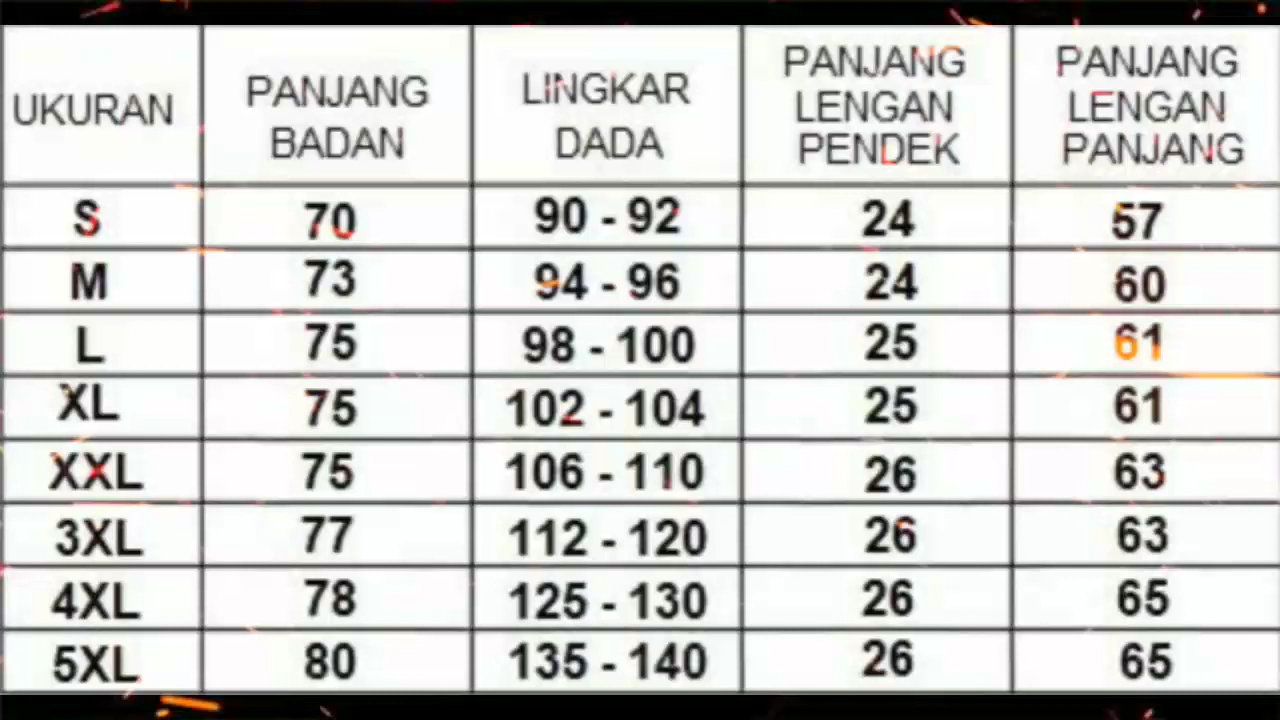 UKURAN PANJANG BADAN LINGKAR DADA PANJANG LENGAN PENDEK PANJANG LENGAN PANJANG
S 70 90 - 92 24 57
M 73 94 - 96 24 60
L 75 98 - 100 25 61
XL 75 102 - 104 25 61
XXL 75 106 - 110 26 63
3XL 77 112 - 120 26 63
4XL 78 125 - 130 26 65
5XL 80 135 - 140 26 65